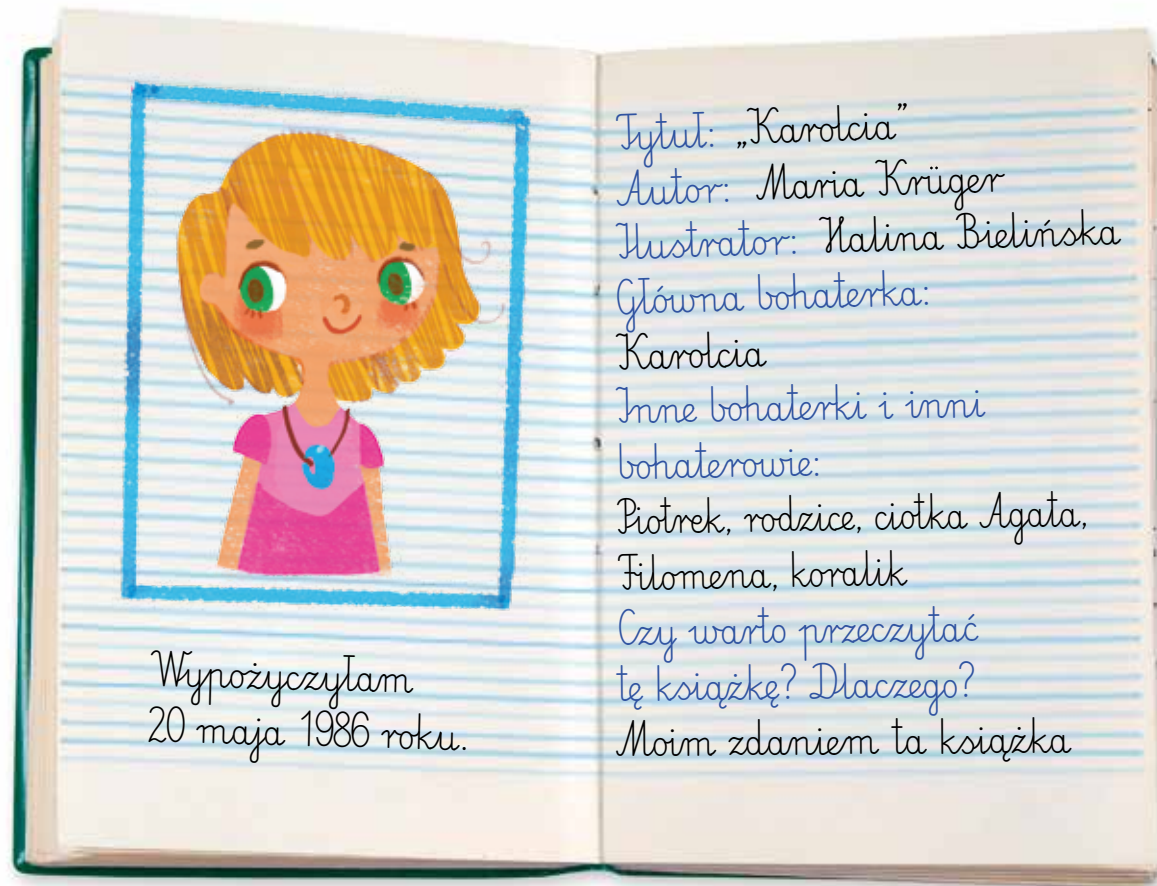 Wypożyczyłam
20 maja 1986 roku.
Tytuł: „Karolcia”
Autor: Maria Krüger
Ilustrator: Halina Bielińska
Główna bohaterka:
Karolcia
Inne bohaterki i inni
bohaterowie:
Piotrek, rodzice, ciotka Agata,
Filomena, koralik
Czy warto przeczytać
tę książkę? Dlaczego?
Moim zdaniem ta książka